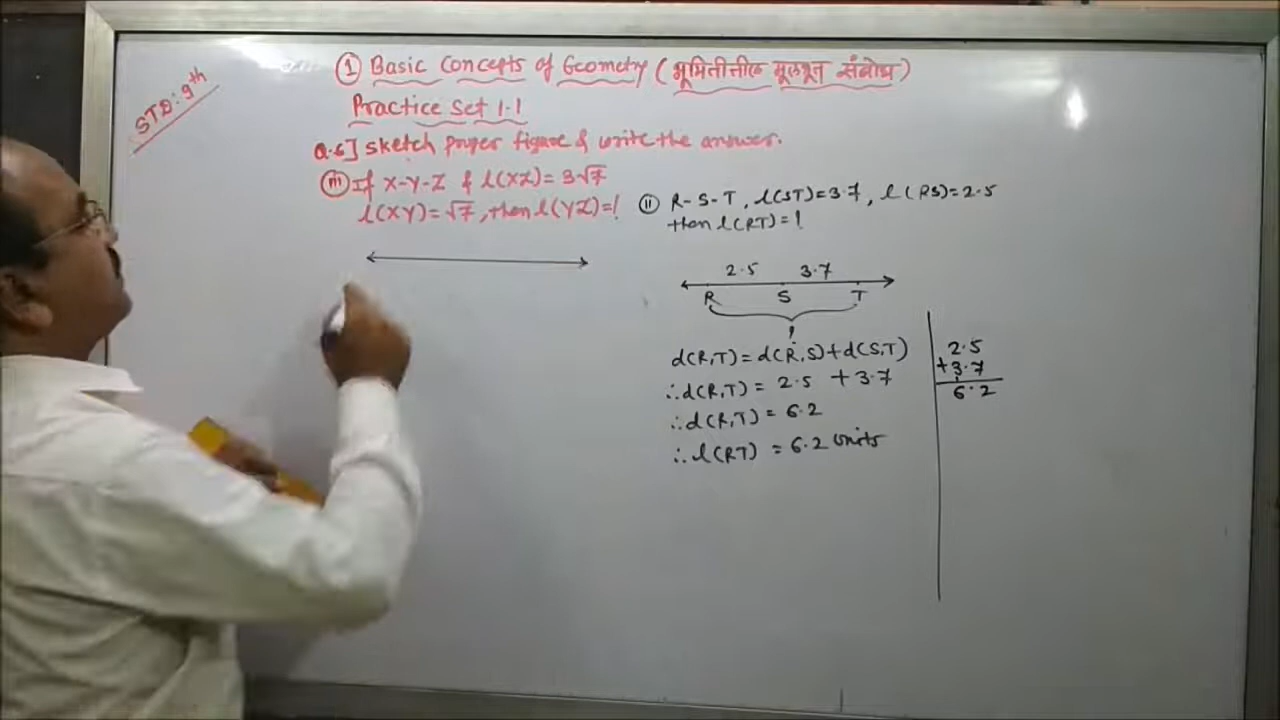 STD: 9th
① Basic Concepts of Geometry (भूमितीतील मूलभूत संबोध)
Practice Set 1.1
Q.6] Sketch proper figure & write the answer.
(iii) If X-Y-Z & l(XZ)=3√7
l(XY)=√7, then l(YZ)=?
(ii) R-S-T, l(ST)=3.7, l(RS)=2.5
then l(RT)=?
2.5 3.7
R S T
?
d(R,T)=d(R,S)+d(S,T)
∴d(R,T)= 2.5 +3.7
∴d(R,T)=6.2
∴l(RT) =6.2 units
2.5
+3.7
6.2